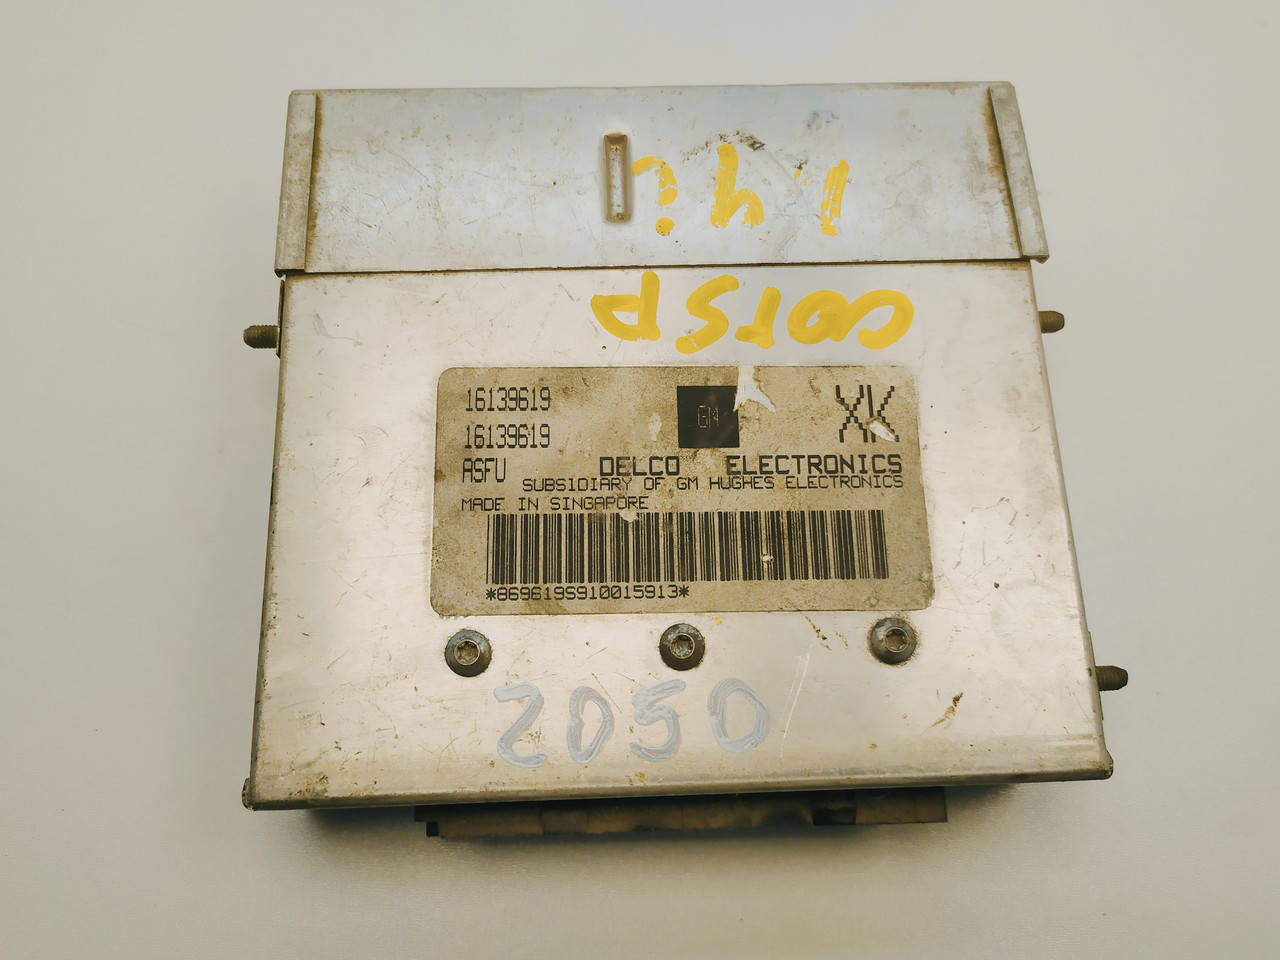 corsa
1.4i
16139619
GM
XK
16139619
ASFU
DELCO ELECTRONICS
SUBSIDIARY OF GM HUGHES ELECTRONICS
MADE IN SINGAPORE
*869619S910015913*
2050